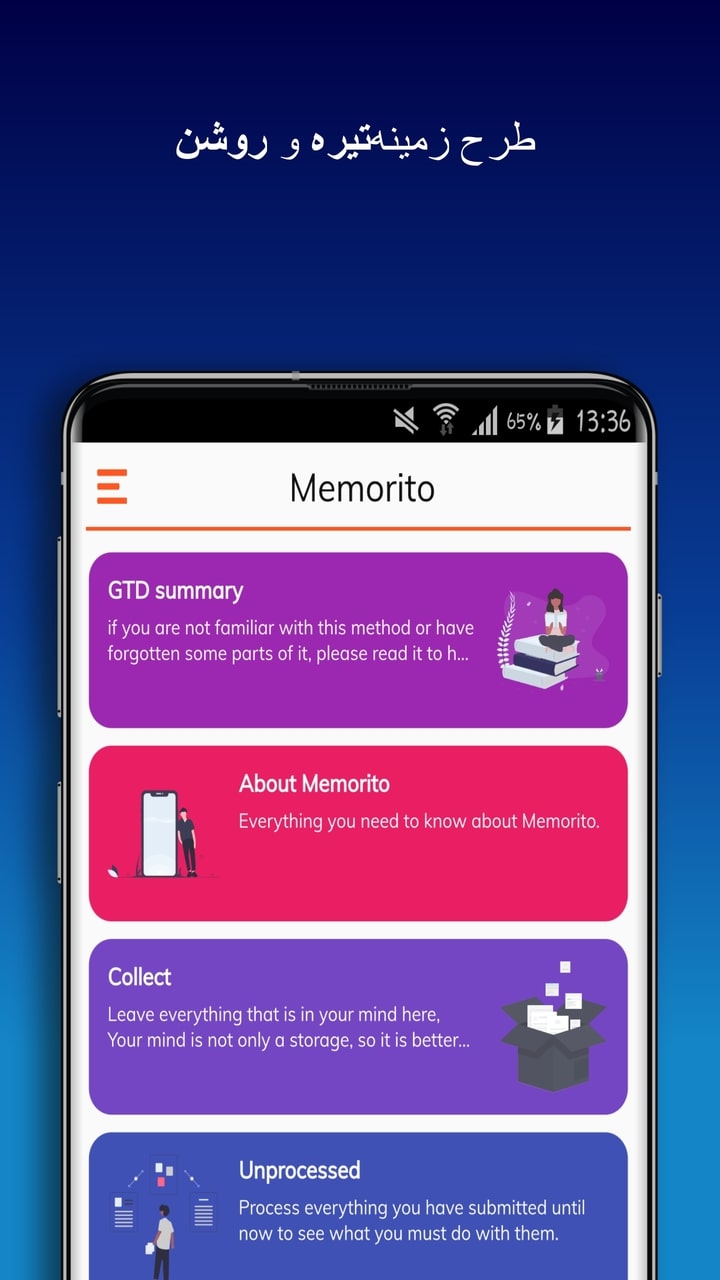 طرح زمینه‌تیره و روشن
65% 13:36
Memorito
GTD summary
if you are not familiar with this method or have
forgotten some parts of it, please read it to h...
About Memorito
Everything you need to know about Memorito.
Collect
Leave everything that is in your mind here,
Your mind is not only a storage, so it is better...
Unprocessed
Process everything you have submitted until
now to see what you must do with them.